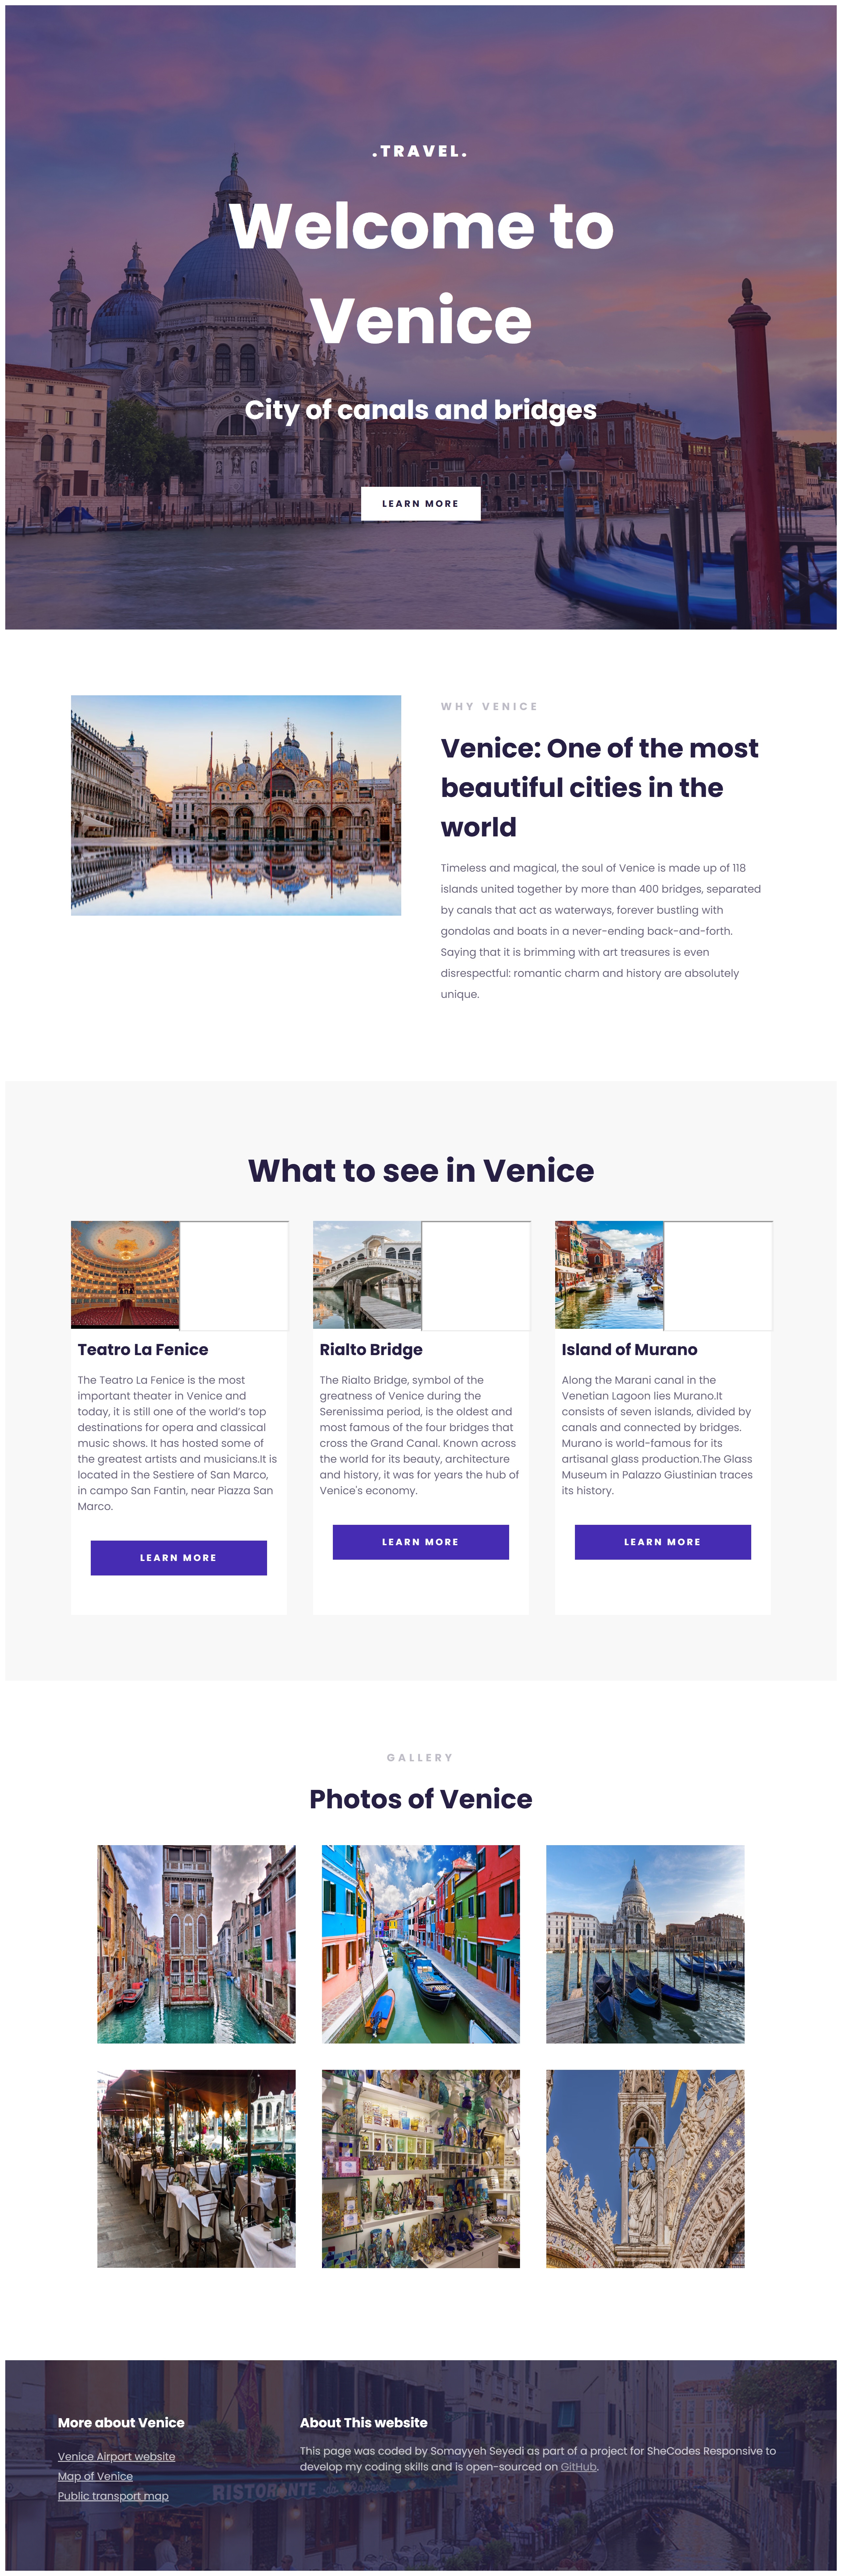 .TRAVEL.
Welcome to
Venice
City of canals and bridges
LEARN MORE
WHY VENICE
Venice: One of the most
beautiful cities in the
world
Timeless and magical, the soul of Venice is made up of 118
islands united together by more than 400 bridges, separated
by canals that act as waterways, forever bustling with
gondolas and boats in a never-ending back-and-forth.
Saying that it is brimming with art treasures is even
disrespectful: romantic charm and history are absolutely
unique.
What to see in Venice
Teatro La Fenice
The Teatro La Fenice is the most
important theater in Venice and
today, it is still one of the world's top
destinations for opera and classical
music shows. It has hosted some of
the greatest artists and musicians.It is
located in the Sestiere of San Marco,
in campo San Fantin, near Piazza San
Marco.
LEARN MORE
Rialto Bridge
The Rialto Bridge, symbol of the
greatness of Venice during the
Serenissima period, is the oldest and
most famous of the four bridges that
cross the Grand Canal. Known across
the world for its beauty, architecture
and history, it was for years the hub of
Venice's economy.
LEARN MORE
Island of Murano
Along the Marani canal in the
Venetian Lagoon lies Murano.It
consists of seven islands, divided by
canals and connected by bridges.
Murano is world-famous for its
artisanal glass production.The Glass
Museum in Palazzo Giustinian traces
its history.
LEARN MORE
GALLERY
Photos of Venice
More about Venice
Venice Airport website
Map of Venice
Public transport map
About This website
This page was coded by Somayyeh Seyedi as part of a project for SheCodes Responsive to
develop my coding skills and is open-sourced on GitHub.
RISTORANTE